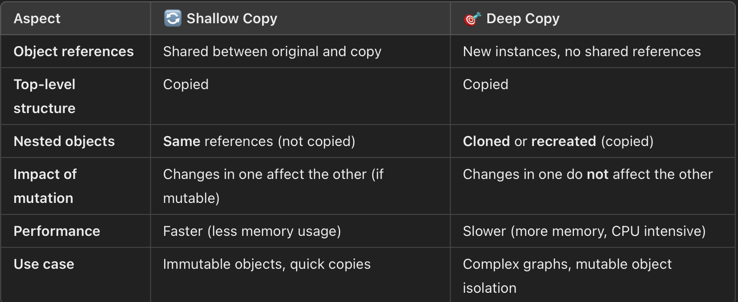 Aspect 🔄 Shallow Copy 🎯 Deep Copy
Object references Shared between original and copy New instances, no shared references
Top-level Copied Copied
structure
Nested objects Same references (not copied) Cloned or recreated (copied)
Impact of Changes in one affect the other (if Changes in one do not affect the other
mutation mutable)
Performance Faster (less memory usage) Slower (more memory, CPU intensive)
Use case Immutable objects, quick copies Complex graphs, mutable object
isolation